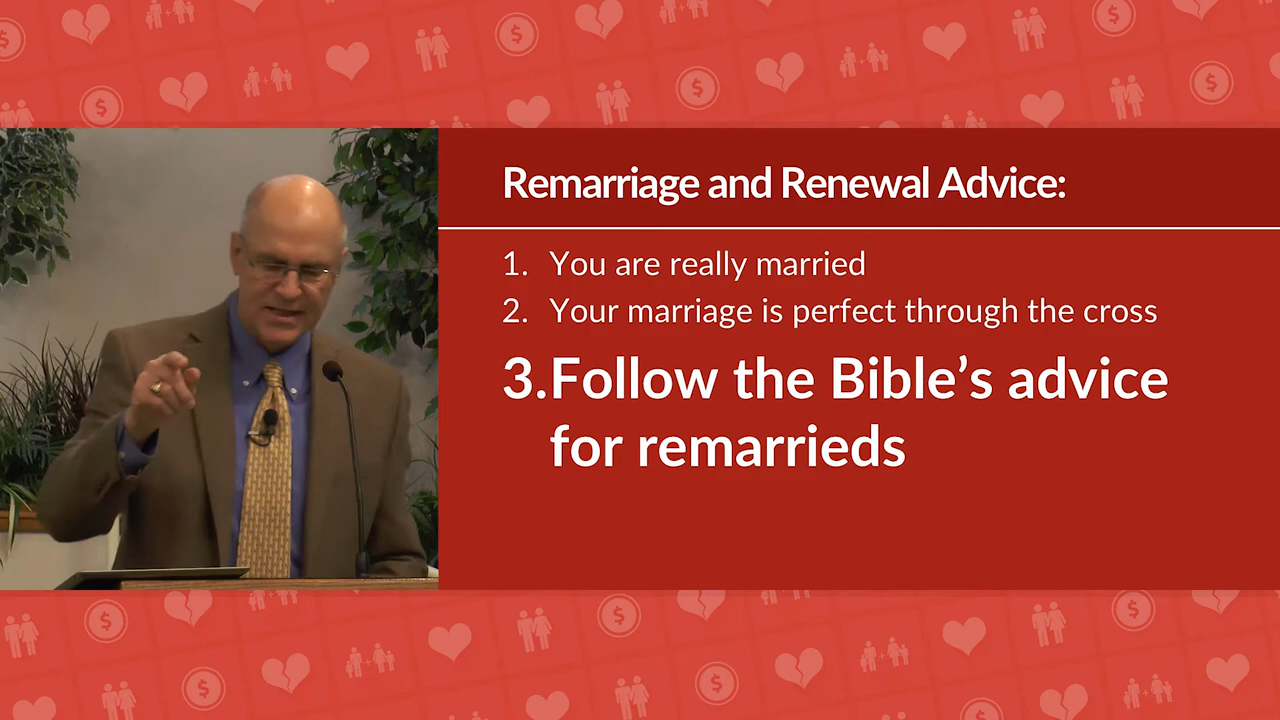 Remarriage and Renewal Advice:
1. You are really married
2. Your marriage is perfect through the cross
3.Follow the Bible’s advice
for remarrieds